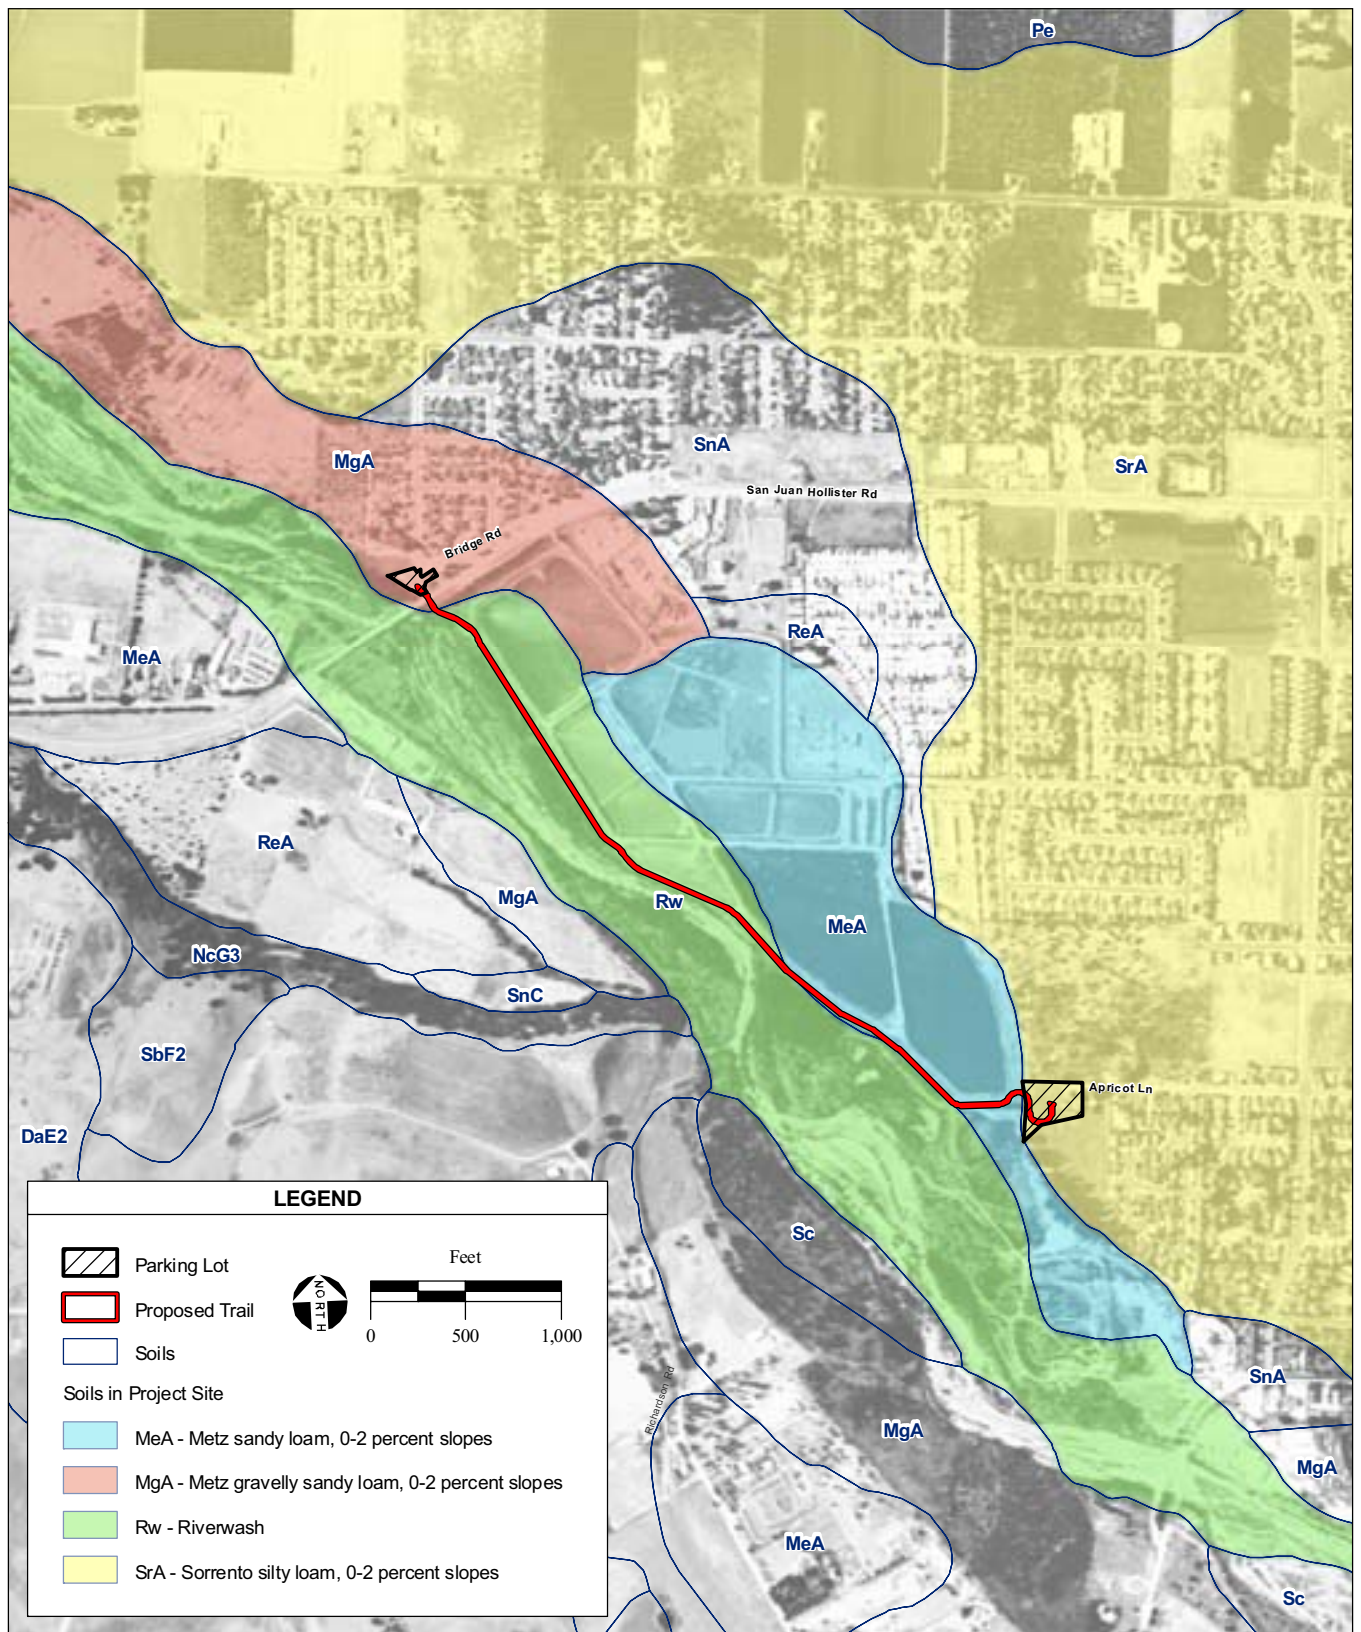 Pe
SnA
MgA
SrA
San Juan Hollister Rd
Bridge Rd
ReA
MeA
ReA
MgA
Rw
MeA
NcG3
SnC
SbF2
Apricot Ln
DaE2
Sc
SnA
Richardson Rd
MgA
MgA
MeA
Sc
LEGEND
Parking Lot
Proposed Trail
Soils
NORTH
Feet
0 500 1,000
Soils in Project Site
MeA - Metz sandy loam, 0-2 percent slopes
MgA - Metz gravelly sandy loam, 0-2 percent slopes
Rw - Riverwash
SrA - Sorrento silty loam, 0-2 percent slopes